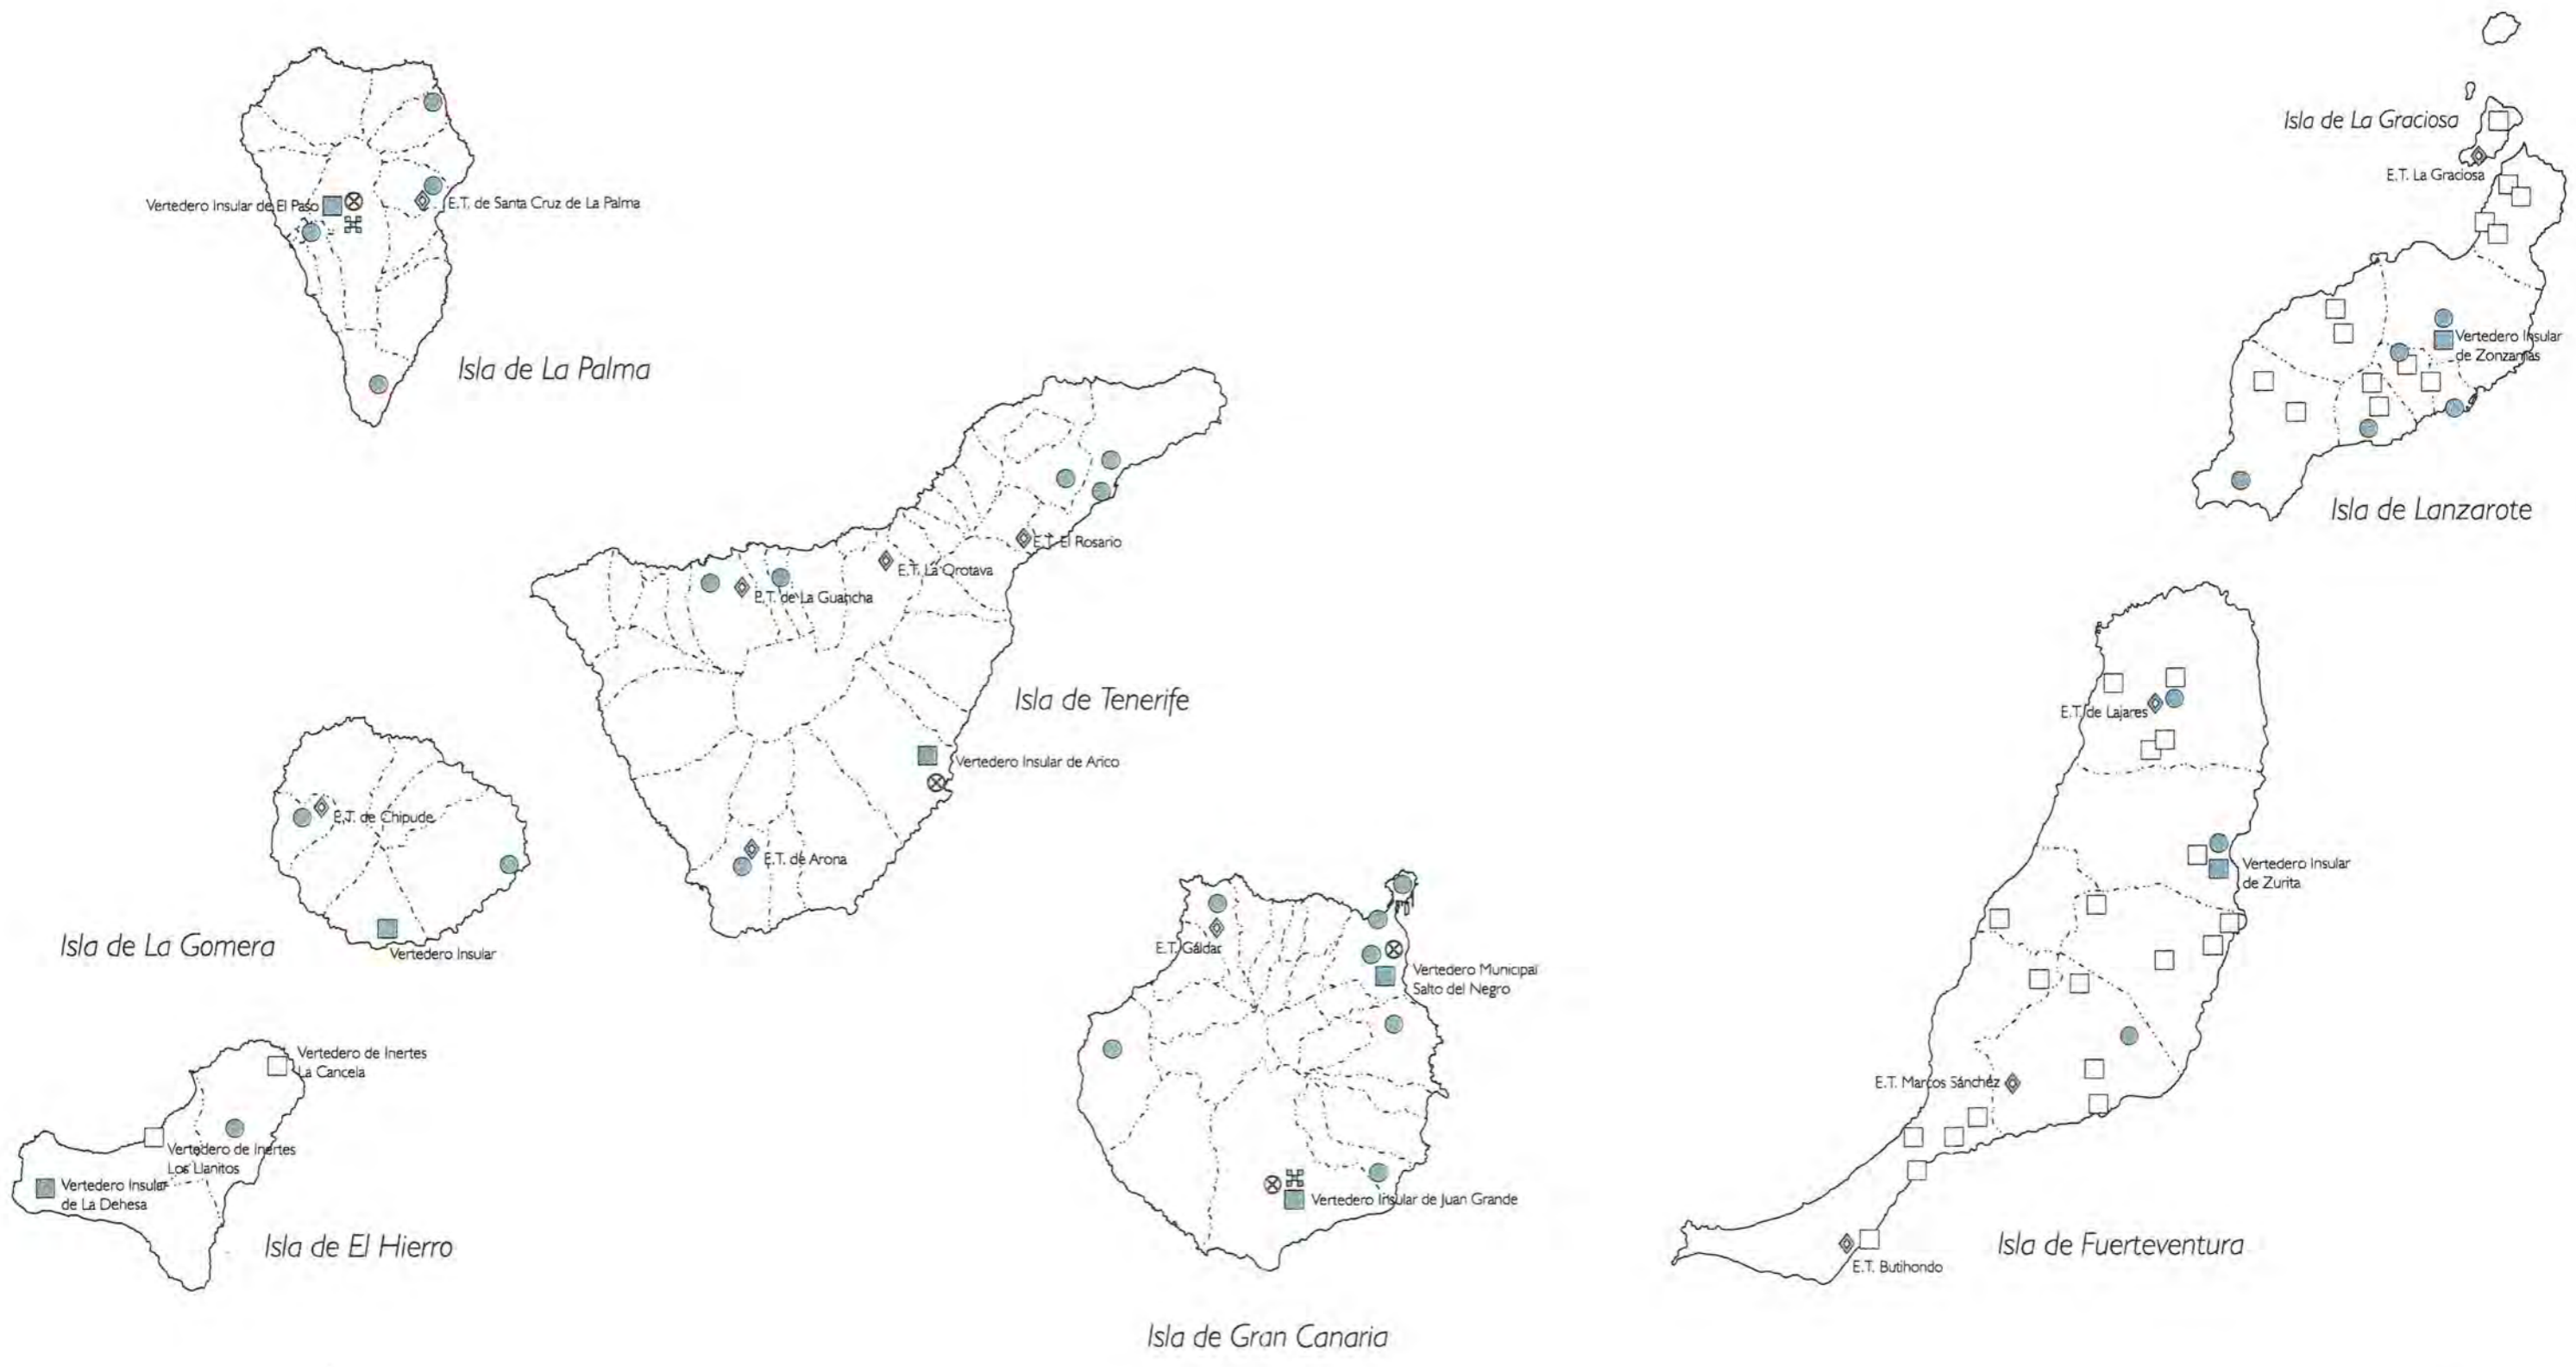 Isla de La Graciosa
E.T. La Graciosa
Vertedero Insular de El Paso
E.T. de Santa Cruz de La Palma
Isla de La Palma
Vertedero Insular
de Zonzamas
Isla de Lanzarote
E.T. El Rosario
E.T. La Orotava
E.T. de La Guancha
Isla de Tenerife
Vertedero Insular de Arico
E.T. de Arona
E.T. de Lajares
E.T. de Chipude
Isla de La Gomera
Vertedero Insular
Vertedero Insular
de Zurita
E.T. Gáldar
Vertedero Municipal
Salto del Negro
Vertedero de Inertes
La Cancela
Vertedero de Inertes
Los Llanitos
Vertedero Insular
de La Dehesa
Isla de El Hierro
E.T. Marcos Sánchez
Vertedero Insular de Juan Grande
E.T. Butihondo
Isla de Fuerteventura
Isla de Gran Canaria